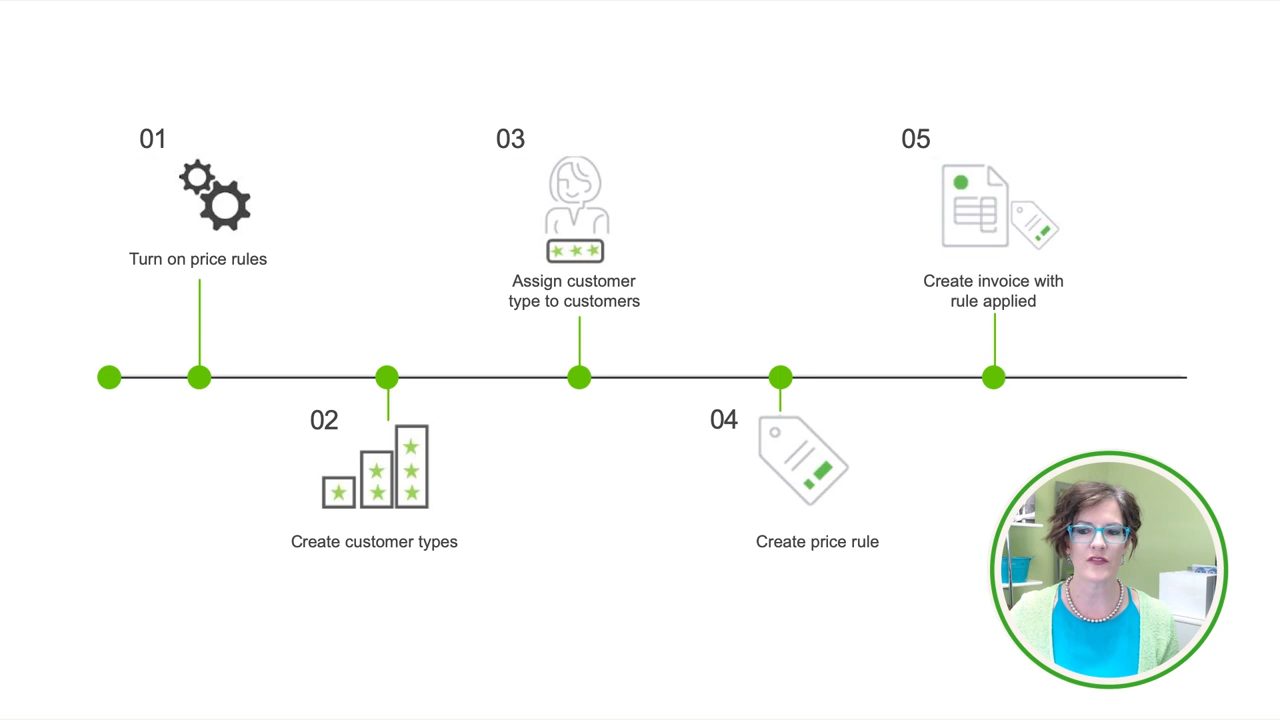 01
Turn on price rules
02
Create customer types
03
Assign customer
type to customers
04
Create price rule
05
Create invoice with
rule applied